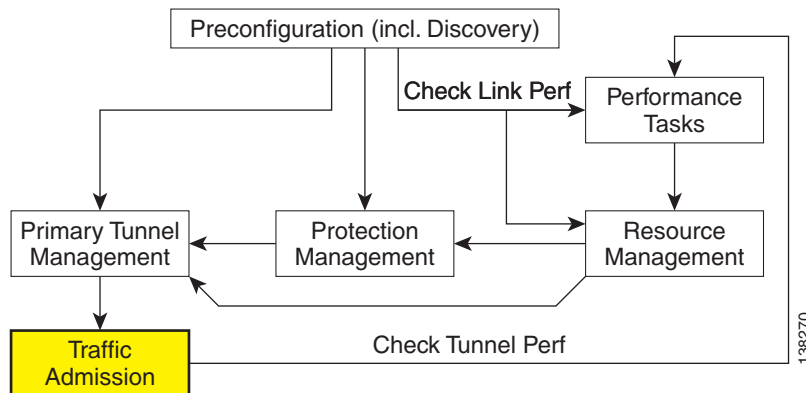 Preconfiguration (incl. Discovery)
Check Link Perf
Performance
Tasks
Primary Tunnel
Management
Protection
Management
Resource
Management
Traffic
Admission
Check Tunnel Perf
138270